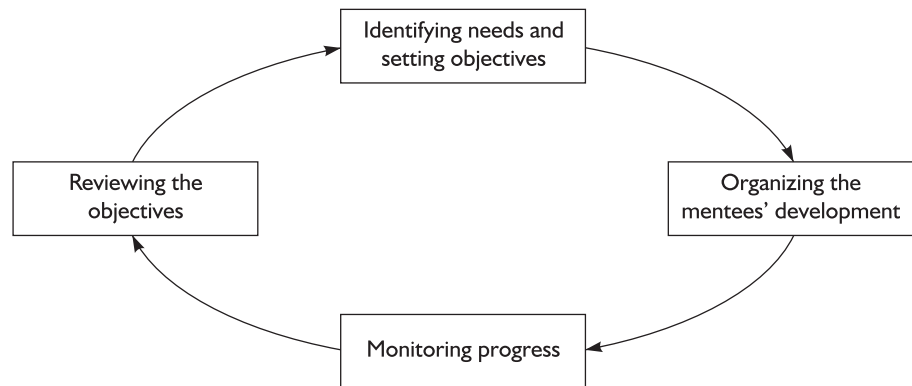 Identifying needs and
setting objectives
Organizing the
mentees’ development
Monitoring progress
Reviewing the
objectives